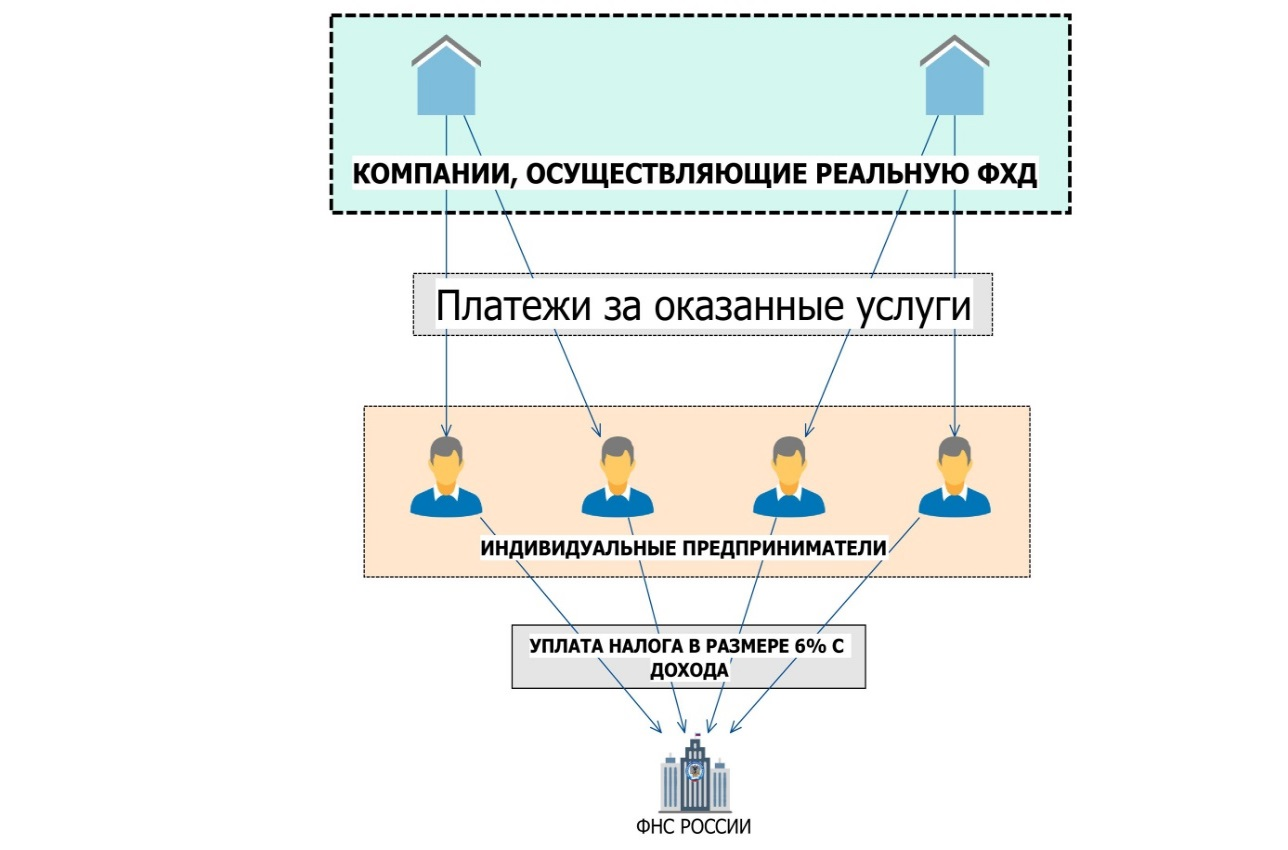 КОМПАНИИ, ОСУЩЕСТВЛЯЮЩИЕ РЕАЛЬНУЮ ФХД
Платежи за оказанные услуги
ИНДИВИДУАЛЬНЫЕ ПРЕДПРИНИМАТЕЛИ
УПЛАТА НАЛОГА В РАЗМЕРЕ 6% С
ДОХОДА
ФНС РОССИИ